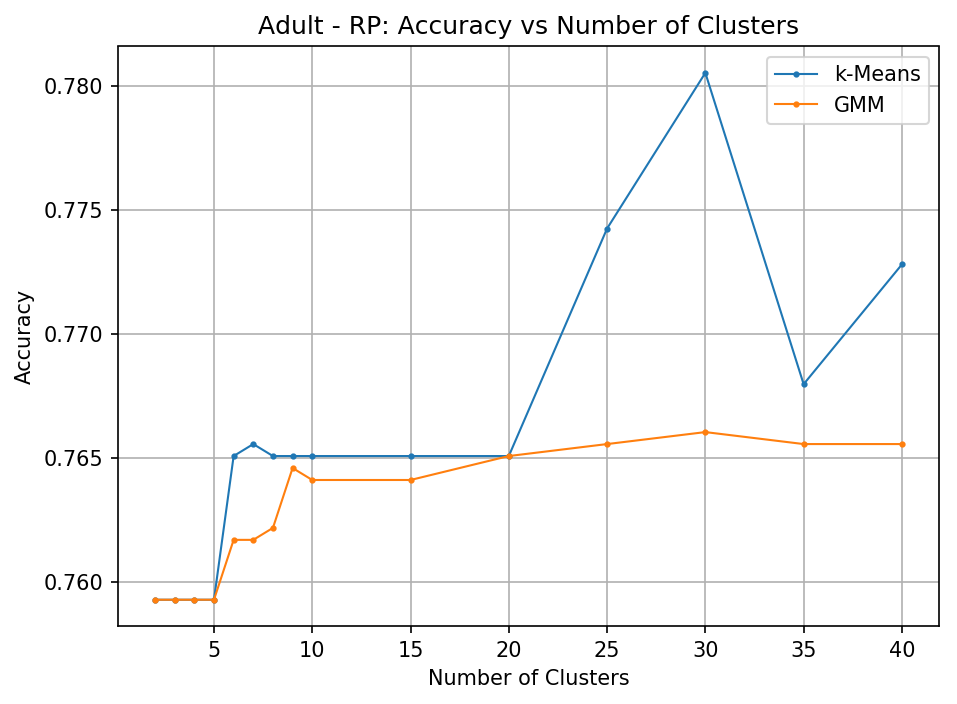 Adult - RP: Accuracy vs Number of Clusters
k-Means
GMM
Accuracy
0.780
0.775
0.770
0.765
0.760
5 10 15 20 25 30 35 40
Number of Clusters